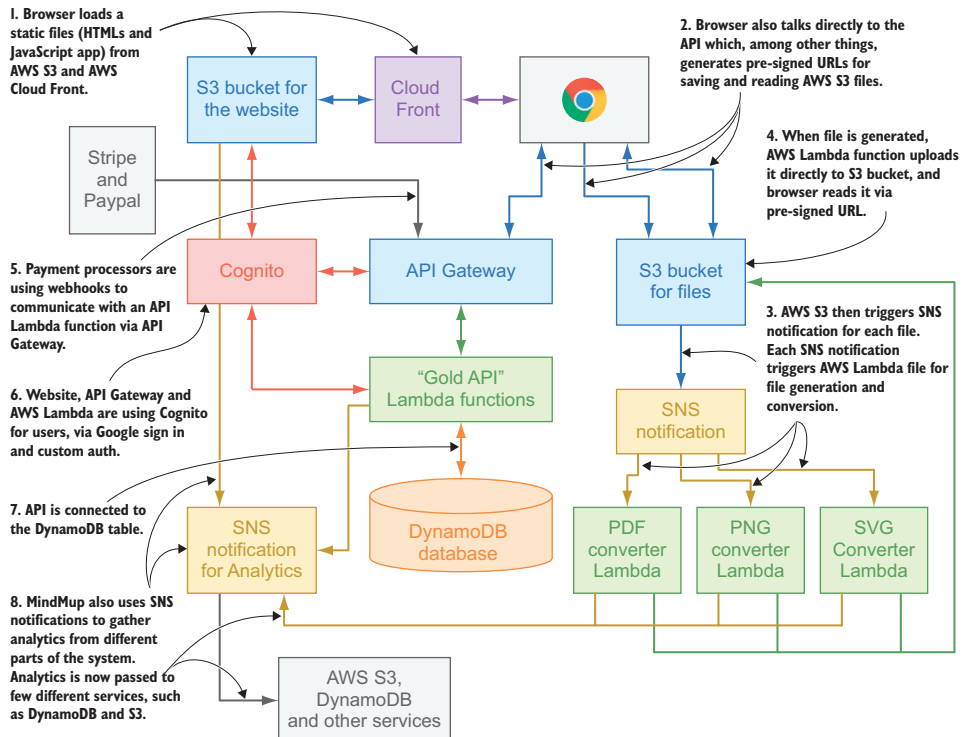 1. Browser loads a
static files (HTMLs and
JavaScript app) from
AWS S3 and AWS
Cloud Front.
2. Browser also talks directly to the
API which, among other things,
generates pre-signed URLs for
saving and reading AWS S3 files.
S3 bucket for
the website
Cloud
Front
Stripe
and
Paypal
4. When file is generated,
AWS Lambda function uploads
it directly to S3 bucket, and
browser reads it via
pre-signed URL.
5. Payment processors are
using webhooks to
communicate with an API
Lambda function via API
Gateway.
Cognito
API Gateway
S3 bucket
for files
3. AWS S3 then triggers SNS
notification for each file.
Each SNS notification
triggers AWS Lambda file for
file generation and
conversion.
6. Website, API Gateway and
AWS Lambda are using Cognito
for users, via Google sign in
and custom auth.
“Gold API”
Lambda functions
SNS
notification
7. API is connected to
the DynamoDB table.
SNS
notification
for Analytics
DynamoDB
database
PDF
converter
Lambda
PNG
converter
Lambda
SVG
Converter
Lambda
8. MindMup also uses SNS
notifications to gather
analytics from different
parts of the system.
Analytics is now passed to
few different services, such
as DynamoDB and S3.
AWS S3,
DynamoDB
and other services